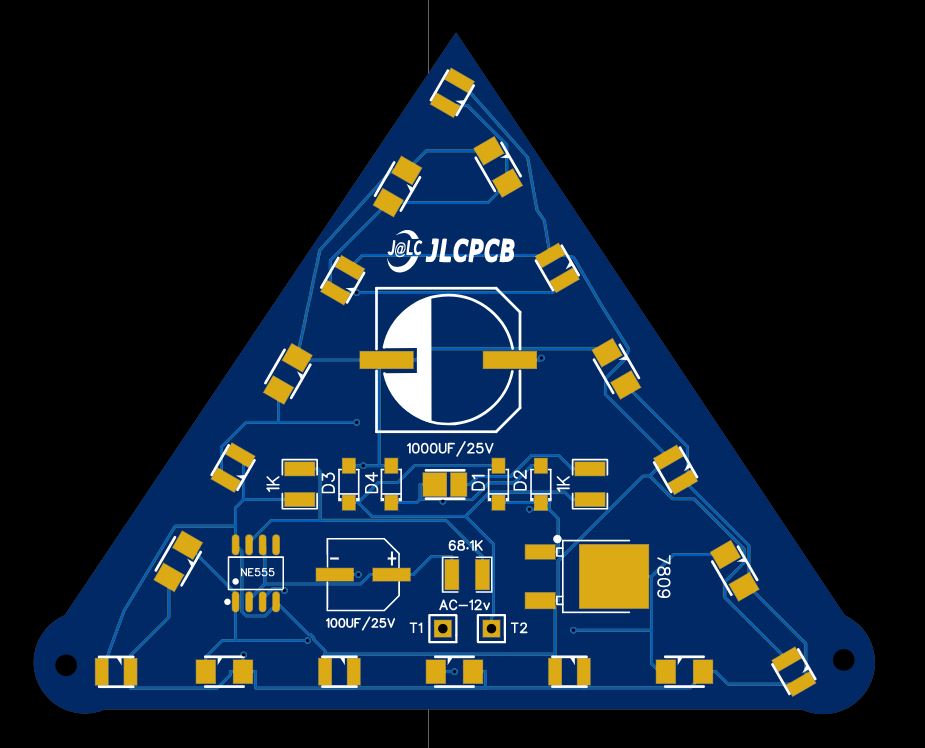 J@LC JLCPCB
1000UF/25V
1K D3 D4 D1 D2 1K
NE555
68.1K
7809
AC-12v
100UF/25V
T1 T2
- +